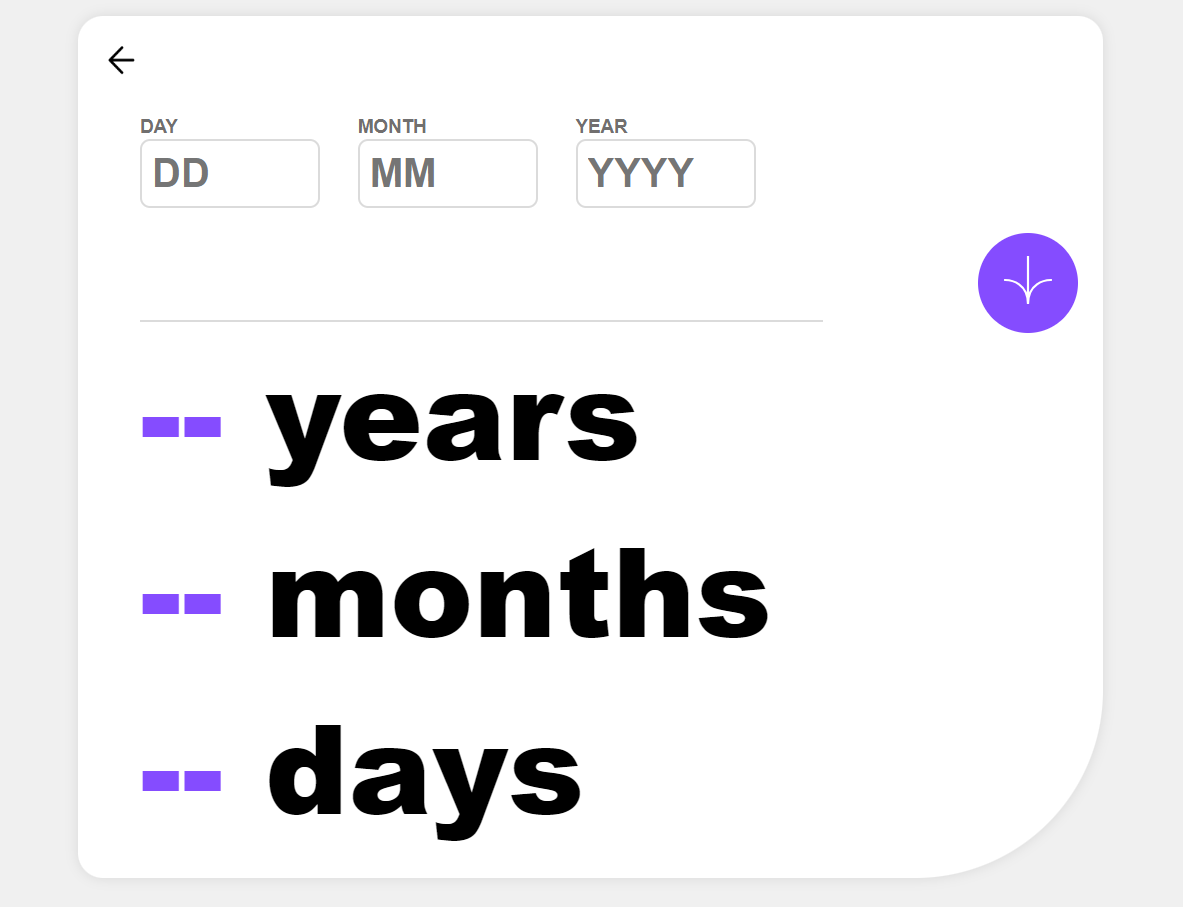 DAY MONTH YEAR
DD MM YYYY
-- years
-- months
-- days